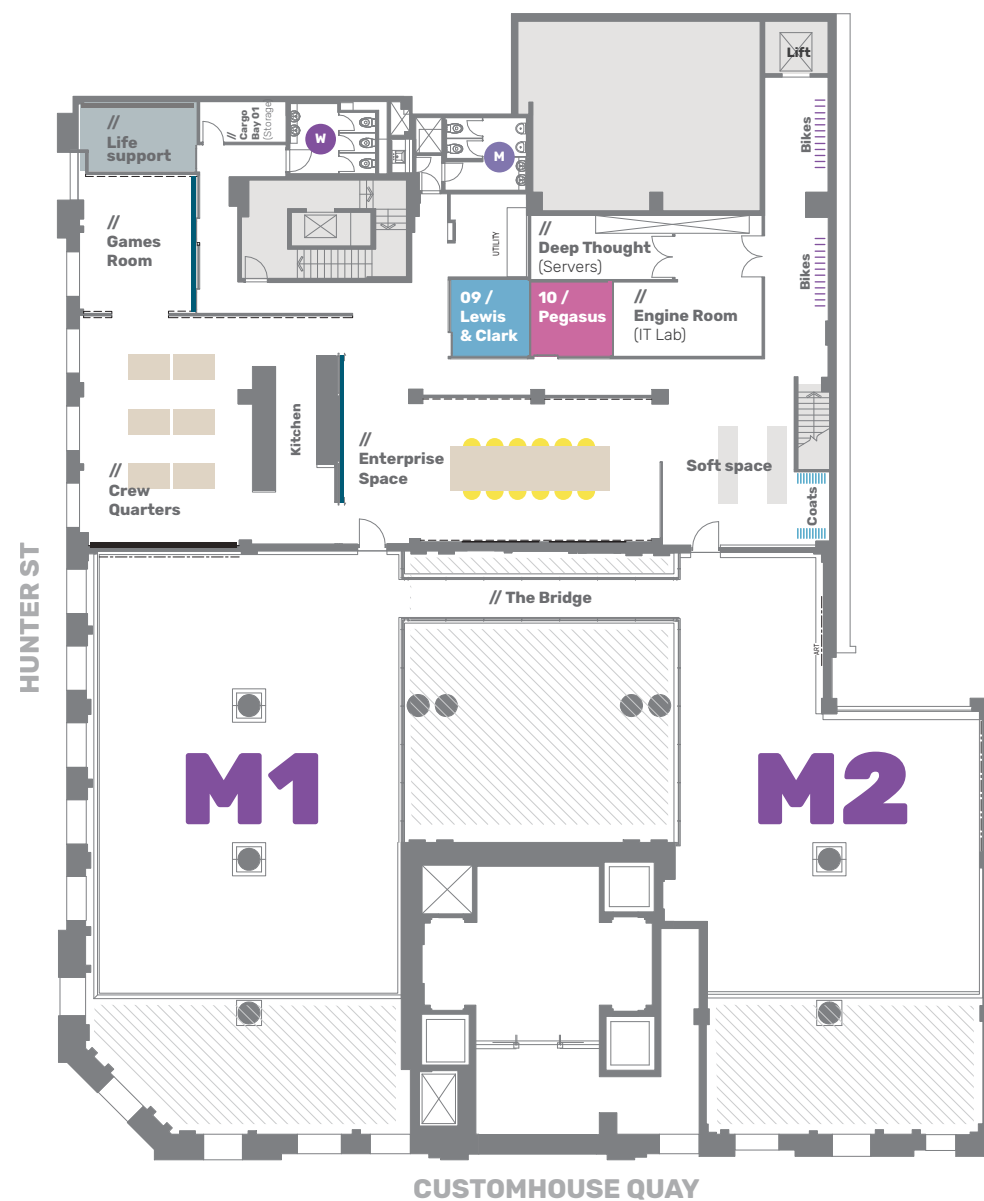 Lift
//
Life
support
//
Cargo
Bay 01
(Storage)
W
M
Bikes
//
Games
Room
UTILITY
//
Deep Thought
(Servers)
Bikes
09 /
Lewis
& Clark
10 /
Pegasus
//
Engine Room
(IT Lab)
Kitchen
//
Enterprise
Space
Soft space
//
Crew
Quarters
Coats
HUNTER ST
// The Bridge
ART
M1
M2
CUSTOMHOUSE QUAY